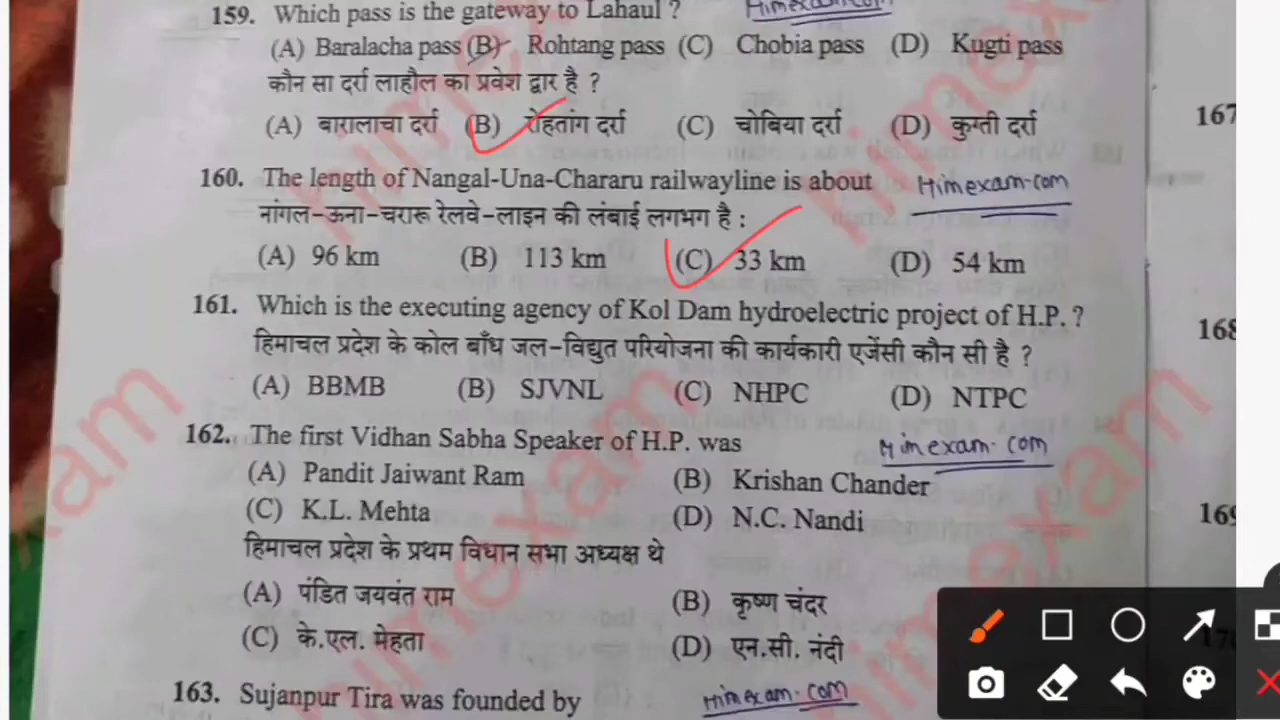 159. Which pass is the gateway to Lahaul ? Himexam.com
(A) Baralacha pass (B) Rohtang pass (C) Chobia pass (D) Kugti pass
कौन सा दर्रा लाहौल का प्रवेश द्वार है ?
(A) बारालाचा दर्रा (B) रोहतांग दर्रा (C) चोबिया दर्रा (D) कुग्ती दर्रा
160. The length of Nangal-Una-Chararu railwayline is about Himexam.com
नांगल-ऊना-चरारू रेलवे-लाइन की लंबाई लगभग है :
(A) 96 km (B) 113 km (C) 33 km (D) 54 km
161. Which is the executing agency of Kol Dam hydroelectric project of H.P. ?
हिमाचल प्रदेश के कोल बाँध जल-विद्युत परियोजना की कार्यकारी एजेंसी कौन सी है ?
(A) BBMB (B) SJVNL (C) NHPC (D) NTPC
162. The first Vidhan Sabha Speaker of H.P. was Himexam.com
(A) Pandit Jaiwant Ram (B) Krishan Chander
(C) K.L. Mehta (D) N.C. Nandi
हिमाचल प्रदेश के प्रथम विधान सभा अध्यक्ष थे
(A) पंडित जयवंत राम (B) कृष्ण चंदर
(C) के.एल. मेहता (D) एन.सी. नंदी
163. Sujanpur Tira was founded by Himexam.com
167
168
169
himexam